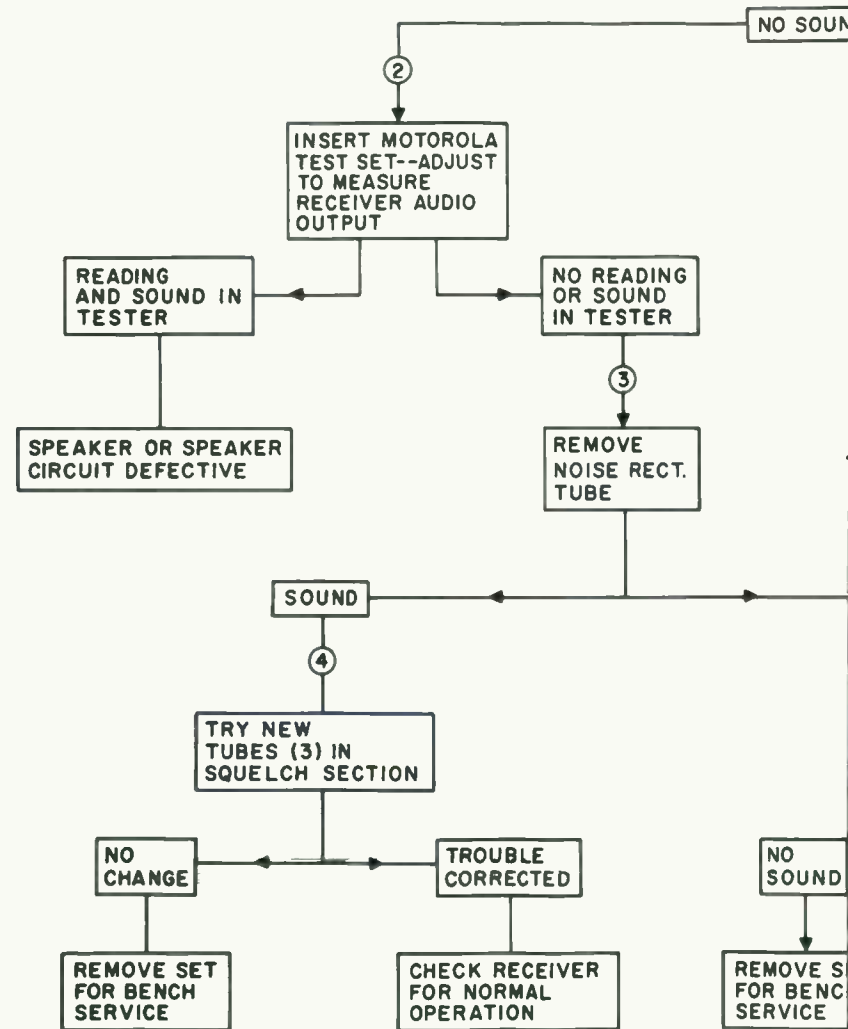 NO SOUN
2
INSERT MOTOROLA
TEST SET--ADJUST
TO MEASURE
RECEIVER AUDIO
OUTPUT
READING
AND SOUND IN
TESTER
NO READING
OR SOUND
IN TESTER
3
SPEAKER OR SPEAKER
CIRCUIT DEFECTIVE
REMOVE
NOISE RECT.
TUBE
SOUND
4
TRY NEW
TUBES (3) IN
SQUELCH SECTION
NO
CHANGE
TROUBLE
CORRECTED
NO
SOUND
REMOVE SET
FOR BENCH
SERVICE
CHECK RECEIVER
FOR NORMAL
OPERATION
REMOVE S
FOR BENC
SERVICE